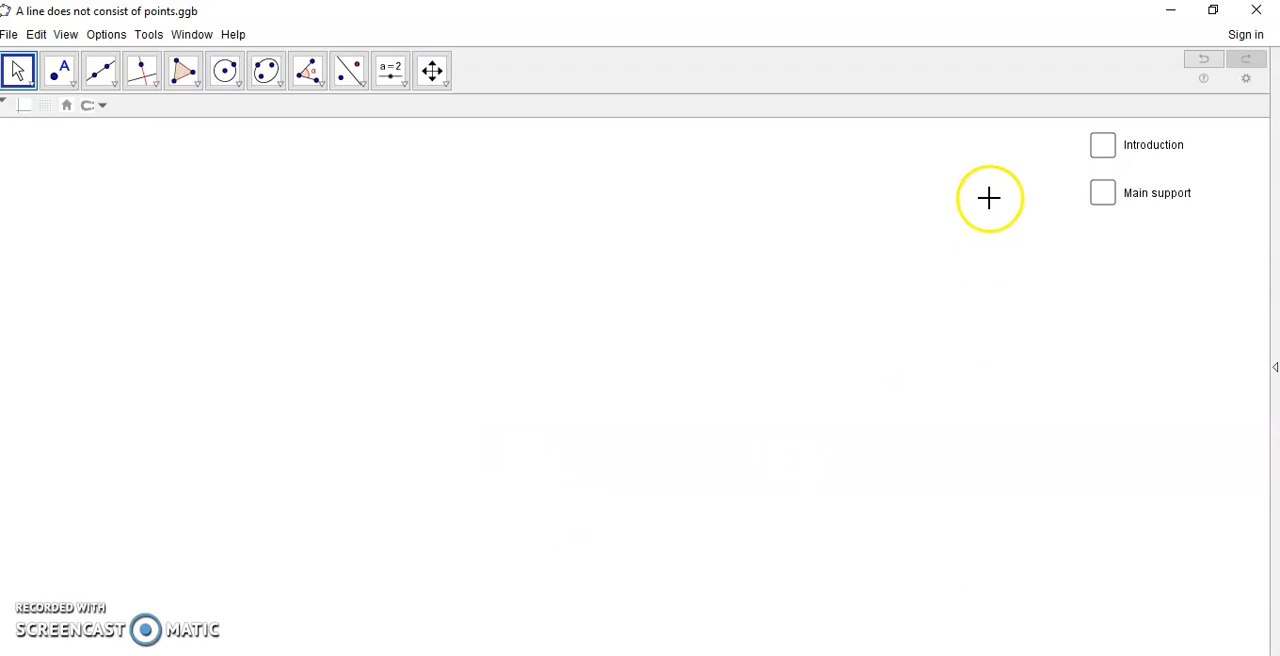 A line does not consist of points.ggb
File Edit View Options Tools Window Help
Sign in
A
α
a=2
Introduction
Main support
RECORDED WITH
SCREENCAST MATIC